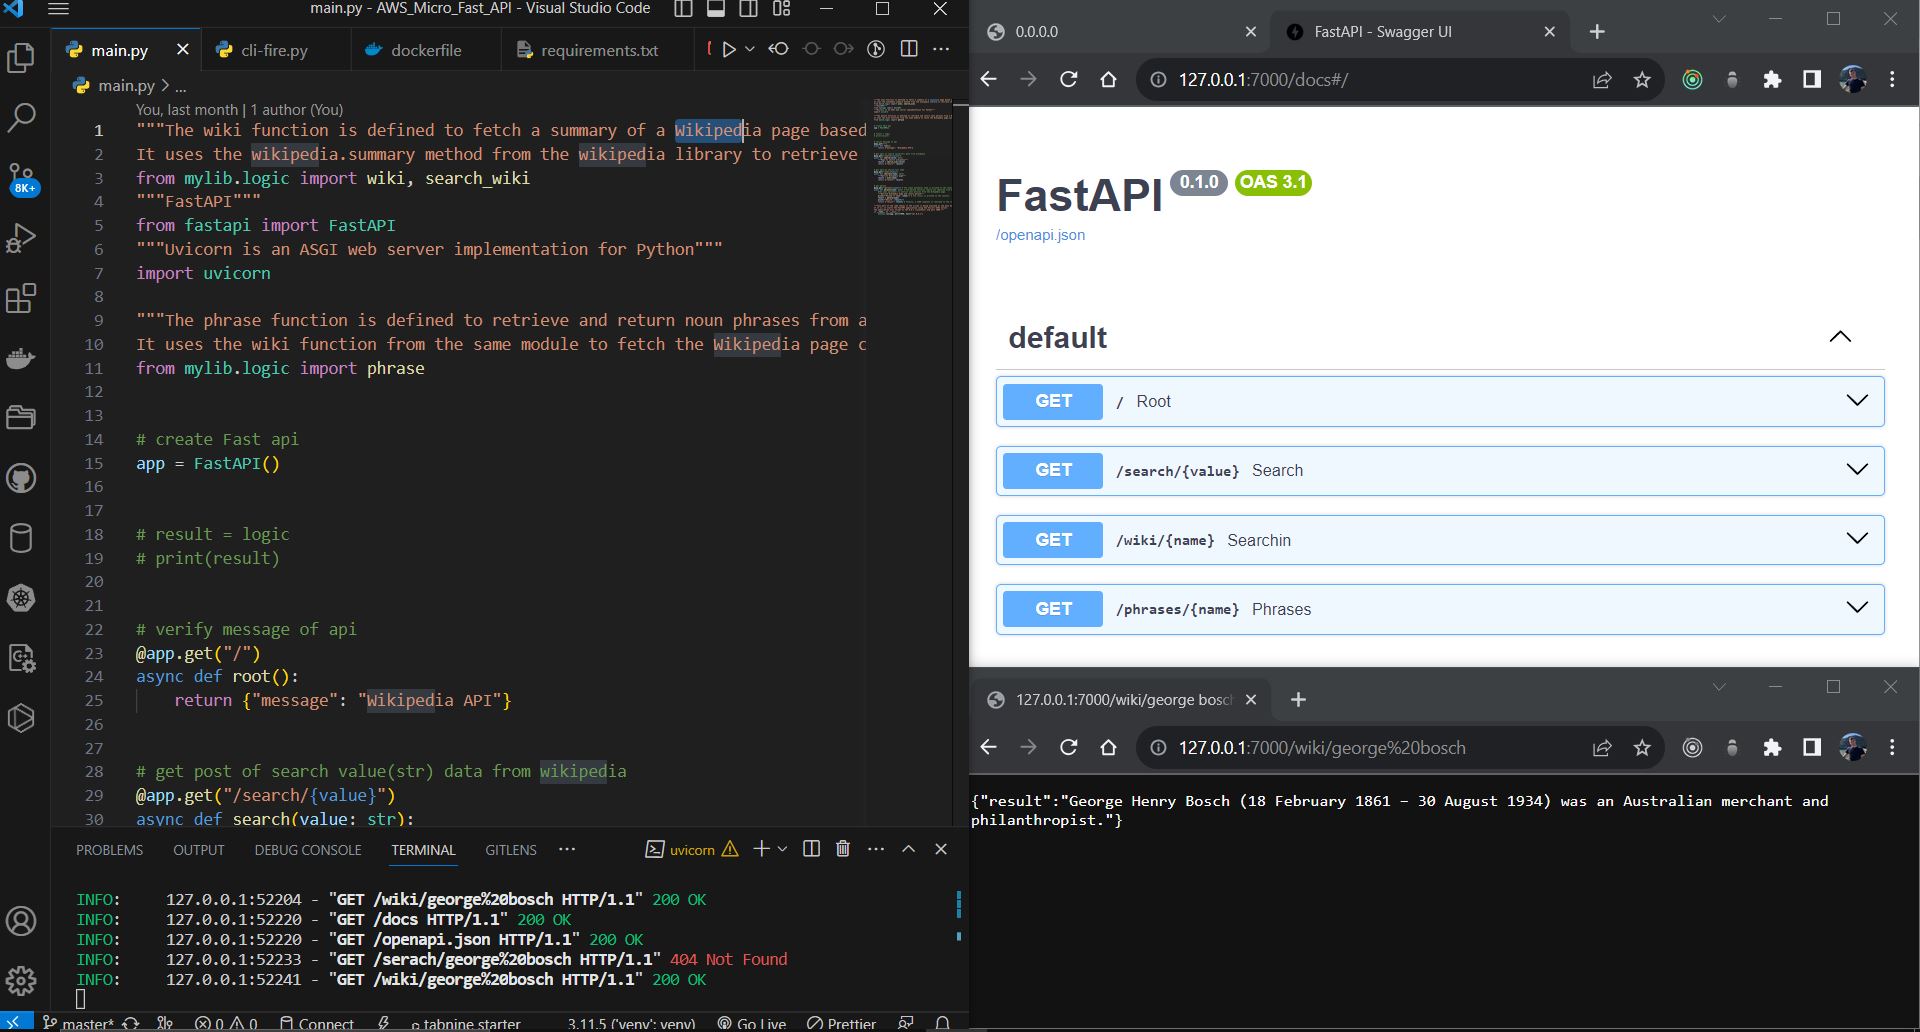 main.py - AWS_Micro_Fast_API - Visual Studio Code
main.py
cli-fire.py
dockerfile
requirements.txt
main.py > ...
You, last month | 1 author (You)
1 """The wiki function is defined to fetch a summary of a Wikipedia page based
2 It uses the wikipedia.summary method from the wikipedia library to retrieve
3 from mylib.logic import wiki, search_wiki
4 """FastAPI"""
5 from fastapi import FastAPI
6 """Uvicorn is an ASGI web server implementation for Python"""
7 import uvicorn
8
9 """The phrase function is defined to retrieve and return noun phrases from a
10 It uses the wiki function from the same module to fetch the Wikipedia page c
11 from mylib.logic import phrase
12
13
14 # create Fast api
15 app = FastAPI()
16
17
18 # result = logic
19 # print(result)
20
21
22 # verify message of api
23 @app.get("/")
24 async def root():
25 return {"message": "Wikipedia API"}
26
27
28 # get post of search value(str) data from wikipedia
29 @app.get("/search/{value}")
30 async def search(value: str):
8K+
PROBLEMS OUTPUT DEBUG CONSOLE TERMINAL GITLENS ... uvicorn
INFO: 127.0.0.1:52204 - "GET /wiki/george%20bosch HTTP/1.1" 200 OK
INFO: 127.0.0.1:52220 - "GET /docs HTTP/1.1" 200 OK
INFO: 127.0.0.1:52220 - "GET /openapi.json HTTP/1.1" 200 OK
INFO: 127.0.0.1:52233 - "GET /serach/george%20bosch HTTP/1.1" 404 Not Found
INFO: 127.0.0.1:52241 - "GET /wiki/george%20bosch HTTP/1.1" 200 OK
master* 0 0 Connect tabnine starter 3.11.5 ('venv': venv) Go Live Prettier
0.0.0.0
FastAPI - Swagger UI
127.0.0.1:7000/docs#/
FastAPI 0.1.0 OAS 3.1
/openapi.json
default
GET / Root
GET /search/{value} Search
GET /wiki/{name} Searchin
GET /phrases/{name} Phrases
127.0.0.1:7000/wiki/george bosch
127.0.0.1:7000/wiki/george%20bosch
{"result":"George Henry Bosch (18 February 1861 – 30 August 1934) was an Australian merchant and
philanthropist."}